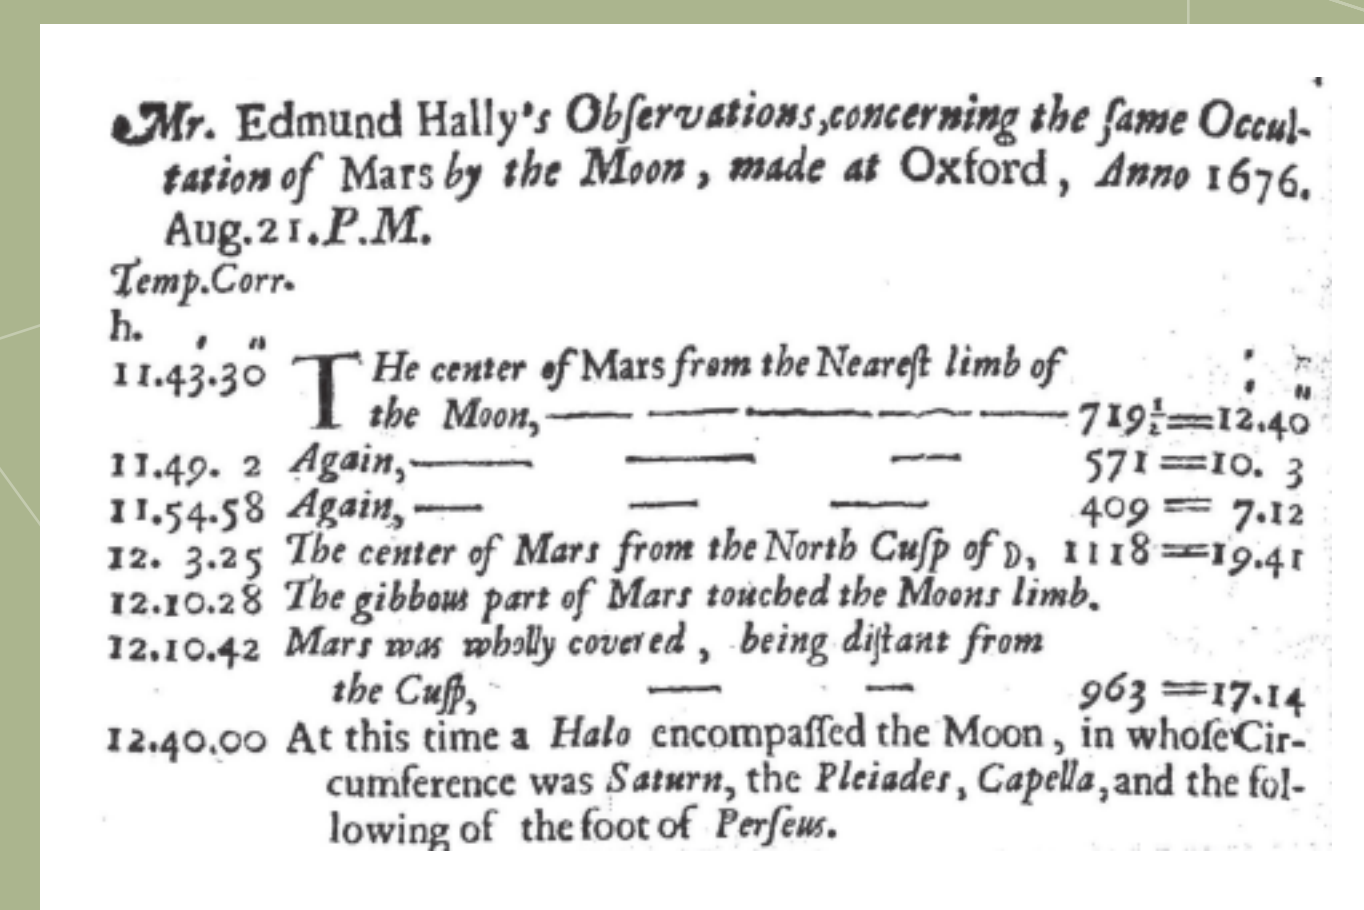 Mr. Edmund Hally's Obſervations,concerning the ſame Occul-
tation of Mars by the Moon, made at Oxford, Anno 1676.
Aug.21.P.M.
Temp.Corr.
h. ' "
11.43.30 THe center of Mars from the Neareſt limb of ' "
the Moon,— — — — — 719½=12.40
11.49. 2 Again,— — — 571=10. 3
11.54.58 Again,— — — 409= 7.12
12. 3.25 The center of Mars from the North Cuſp of ☽, 1118=19.41
12.10.28 The gibbous part of Mars touched the Moons limb.
12.10.42 Mars was wholly covered, being diſtant from
the Cuſp, — — 963=17.14
12.40.00 At this time a Halo encompaſſed the Moon, in whoſe Cir-
cumference was Saturn, the Pleiades, Capella,and the fol-
lowing of the foot of Perſeus.